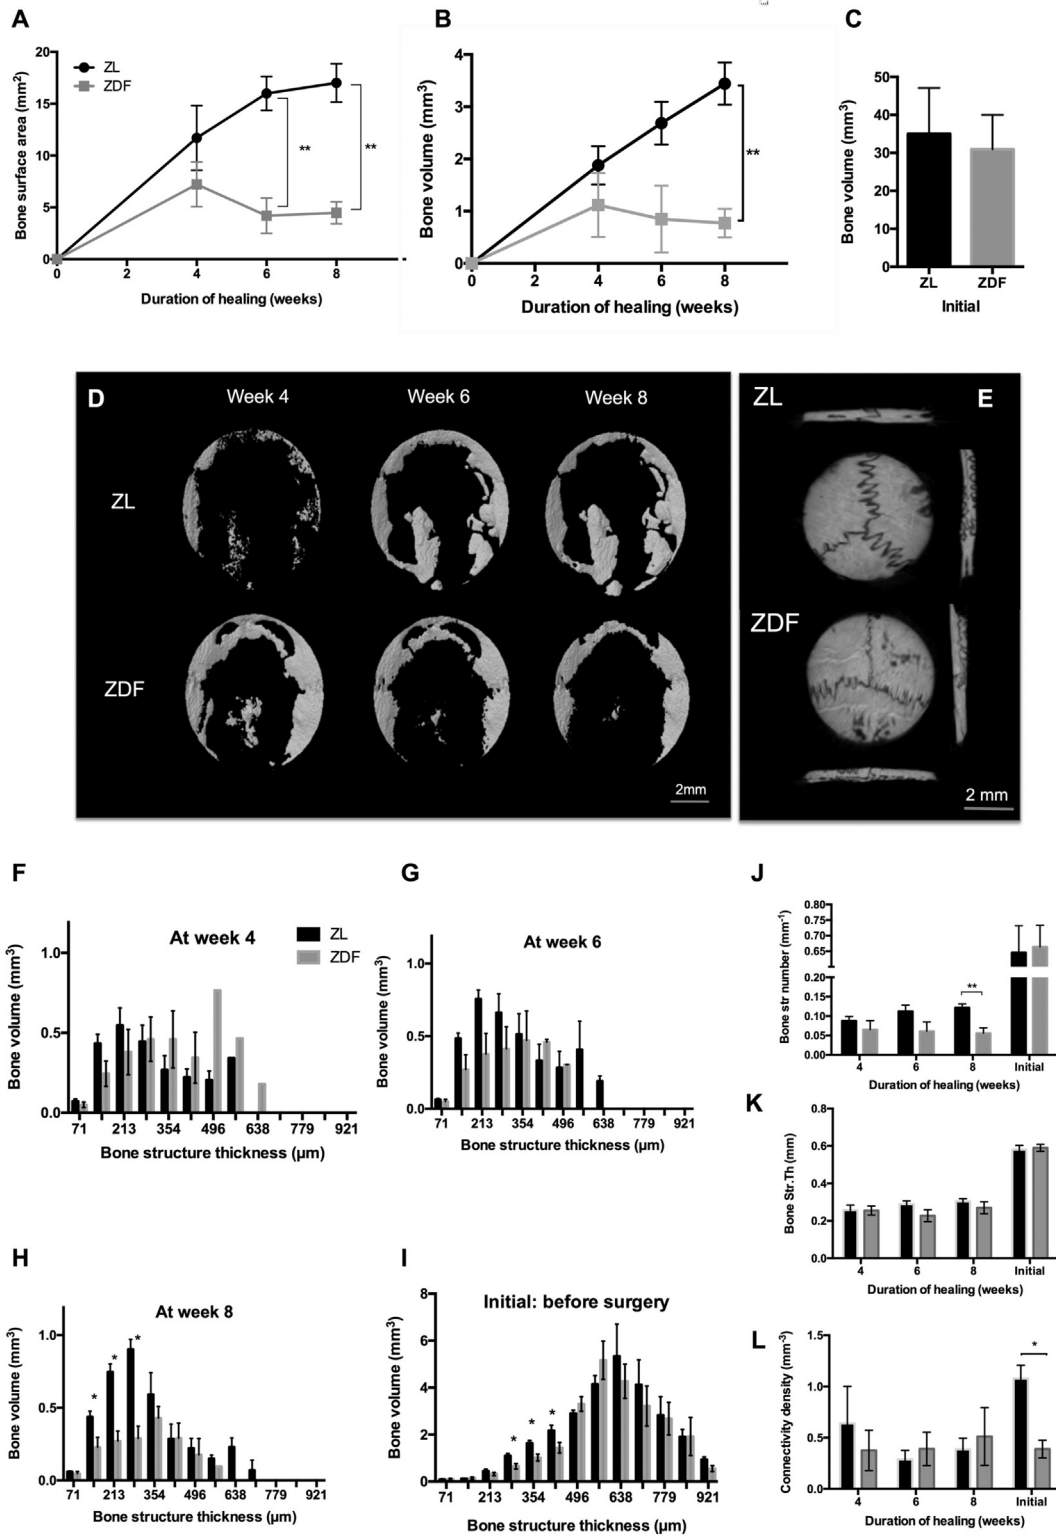 A
Bone surface area (mm²)
20
15
10
5
0
ZL
ZDF
**
**
0 2 4 6 8
Duration of healing (weeks)
B
Bone volume (mm³)
4
3
2
1
0
**
0 2 4 6 8
Duration of healing (weeks)
C
Bone volume (mm³)
50
40
30
20
10
0
ZL ZDF
Initial
D
Week 4 Week 6 Week 8
ZL
ZDF
2mm
E
ZL
ZDF
2 mm
F
At week 4
ZL
ZDF
Bone volume (mm³)
1.0
0.5
0.0
71 213 354 496 638 779 921
Bone structure thickness (µm)
G
At week 6
Bone volume (mm³)
1.0
0.5
0.0
71 213 354 496 638 779 921
Bone structure thickness (µm)
H
At week 8
Bone volume (mm³)
1.0
0.5
0.0
* * *
71 213 354 496 638 779 921
Bone structure thickness (µm)
I
Initial: before surgery
Bone volume (mm³)
8
6
4
2
0
* * *
71 213 354 496 638 779 921
Bone structure thickness (µm)
J
Bone str number (mm⁻¹)
0.80
0.75
0.70
0.65
0.20
0.15
0.10
0.05
0.00
**
4 6 8 Initial
Duration of healing (weeks)
K
Bone Str.Th (mm)
0.8
0.6
0.4
0.2
0.0
4 6 8 Initial
Duration of healing (weeks)
L
Connectivity density (mm⁻³)
1.5
1.0
0.5
0.0
*
4 6 8 Initial
Duration of healing (weeks)